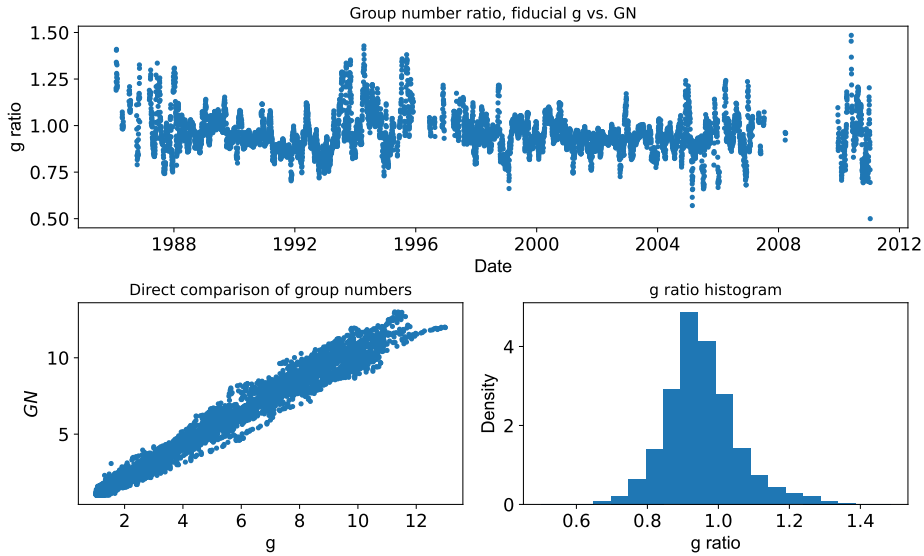 Group number ratio, fiducial g vs. GN
g ratio
1.50
1.25
1.00
0.75
0.50
1988 1992 1996 2000 2004 2008 2012
Date
Direct comparison of group numbers
GN
10
5
2 4 6 8 10 12
g
g ratio histogram
Density
4
2
0
0.6 0.8 1.0 1.2 1.4
g ratio